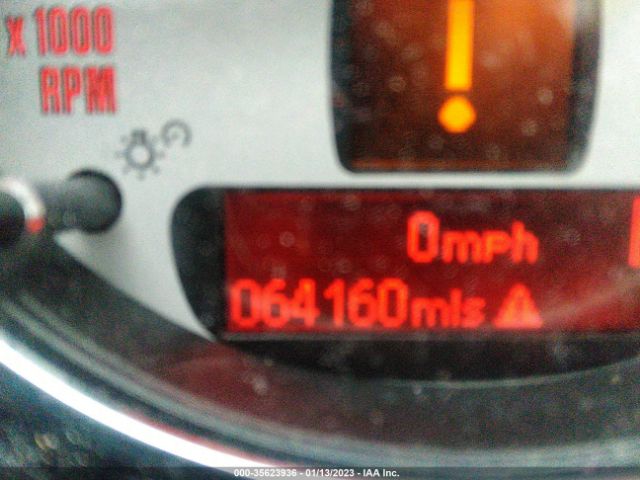 x 1000
RPM
0mph
064160mls
000-35623936 - 01/13/2023 - IAA Inc.